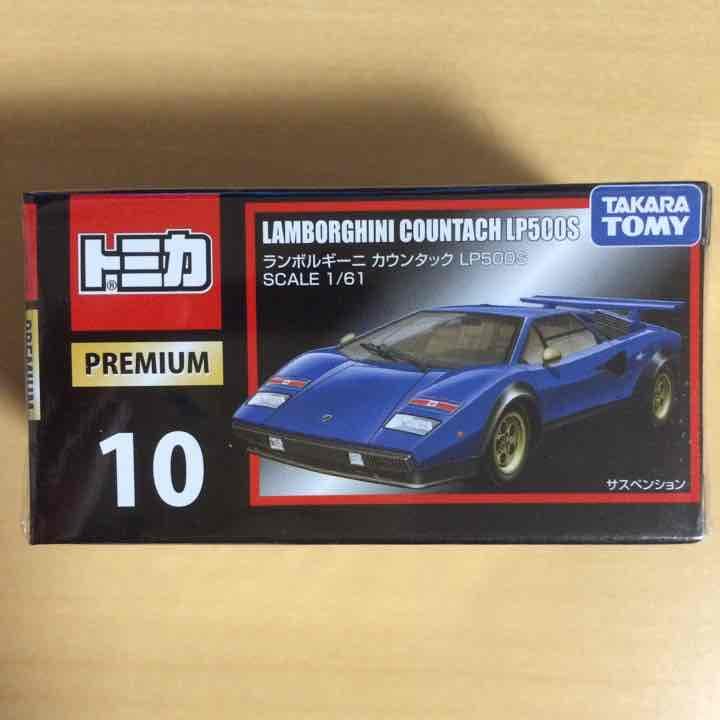 トミカ®
PREMIUM
10
LAMBORGHINI COUNTACH LP500S
ランボルギーニ カウンタック LP500S
SCALE 1/61
TAKARA
TOMY
サスペンション
PREMIUM